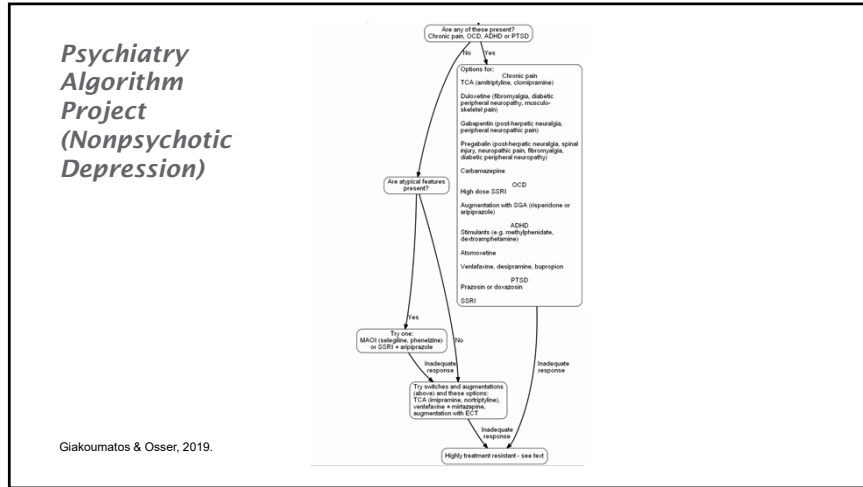 Psychiatry
Algorithm
Project
(Nonpsychotic
Depression)
Are any of these present?
Chronic pain, OCD, ADHD or PTSD
No
Yes
Options for:
Chronic pain
TCA (amitriptyline, clomipramine)
Duloxetine (fibromyalgia, diabetic
peripheral neuropathy, musculo-
skeletal pain)
Gabapentin (post-herpetic neuralgia,
peripheral neuropathic pain)
Pregabalin (post-herpatic neuralgia, spinal
injury, neuropathic pain, fibromyalgia,
diabetic peripheral neuropathy)
Carbamazepine
OCD
High dose SSRI
Augmentation with SGA (risperidone or
aripiprazole)
ADHD
Stimulants (e.g. methylphenidate,
dextroamphetamine)
Atomoxetine
Venlafaxine, desipramine, bupropion
PTSD
Prazosin or doxazosin
SSRI
Are atypical features
present?
Yes
No
Try one:
MAOI (selegiline, phenelzine)
or SSRI + aripiprazole
Inadequate
response
Inadequate
response
Try switches and augmentations
(above) and these options:
TCA (imipramine, nortriptyline),
venlafaxine + mirtazapine,
augmentation with ECT
Inadequate
response
Highly treatment resistant - see text
Giakoumatos & Osser, 2019.